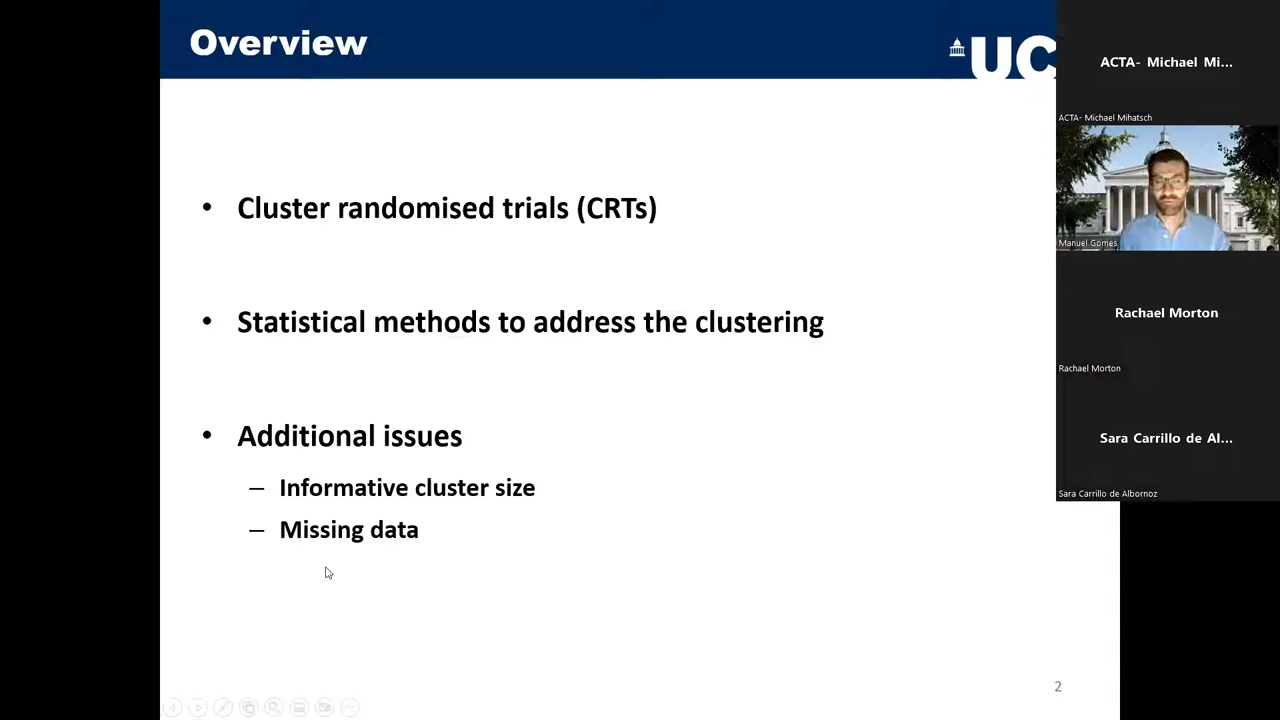 Overview
UC
• Cluster randomised trials (CRTs)
• Statistical methods to address the clustering
• Additional issues
– Informative cluster size
– Missing data
2
ACTA- Michael Mi...
ACTA- Michael Mihatsch
Manuel Gomes
Rachael Morton
Rachael Morton
Sara Carrillo de Al...
Sara Carrillo de Albornoz